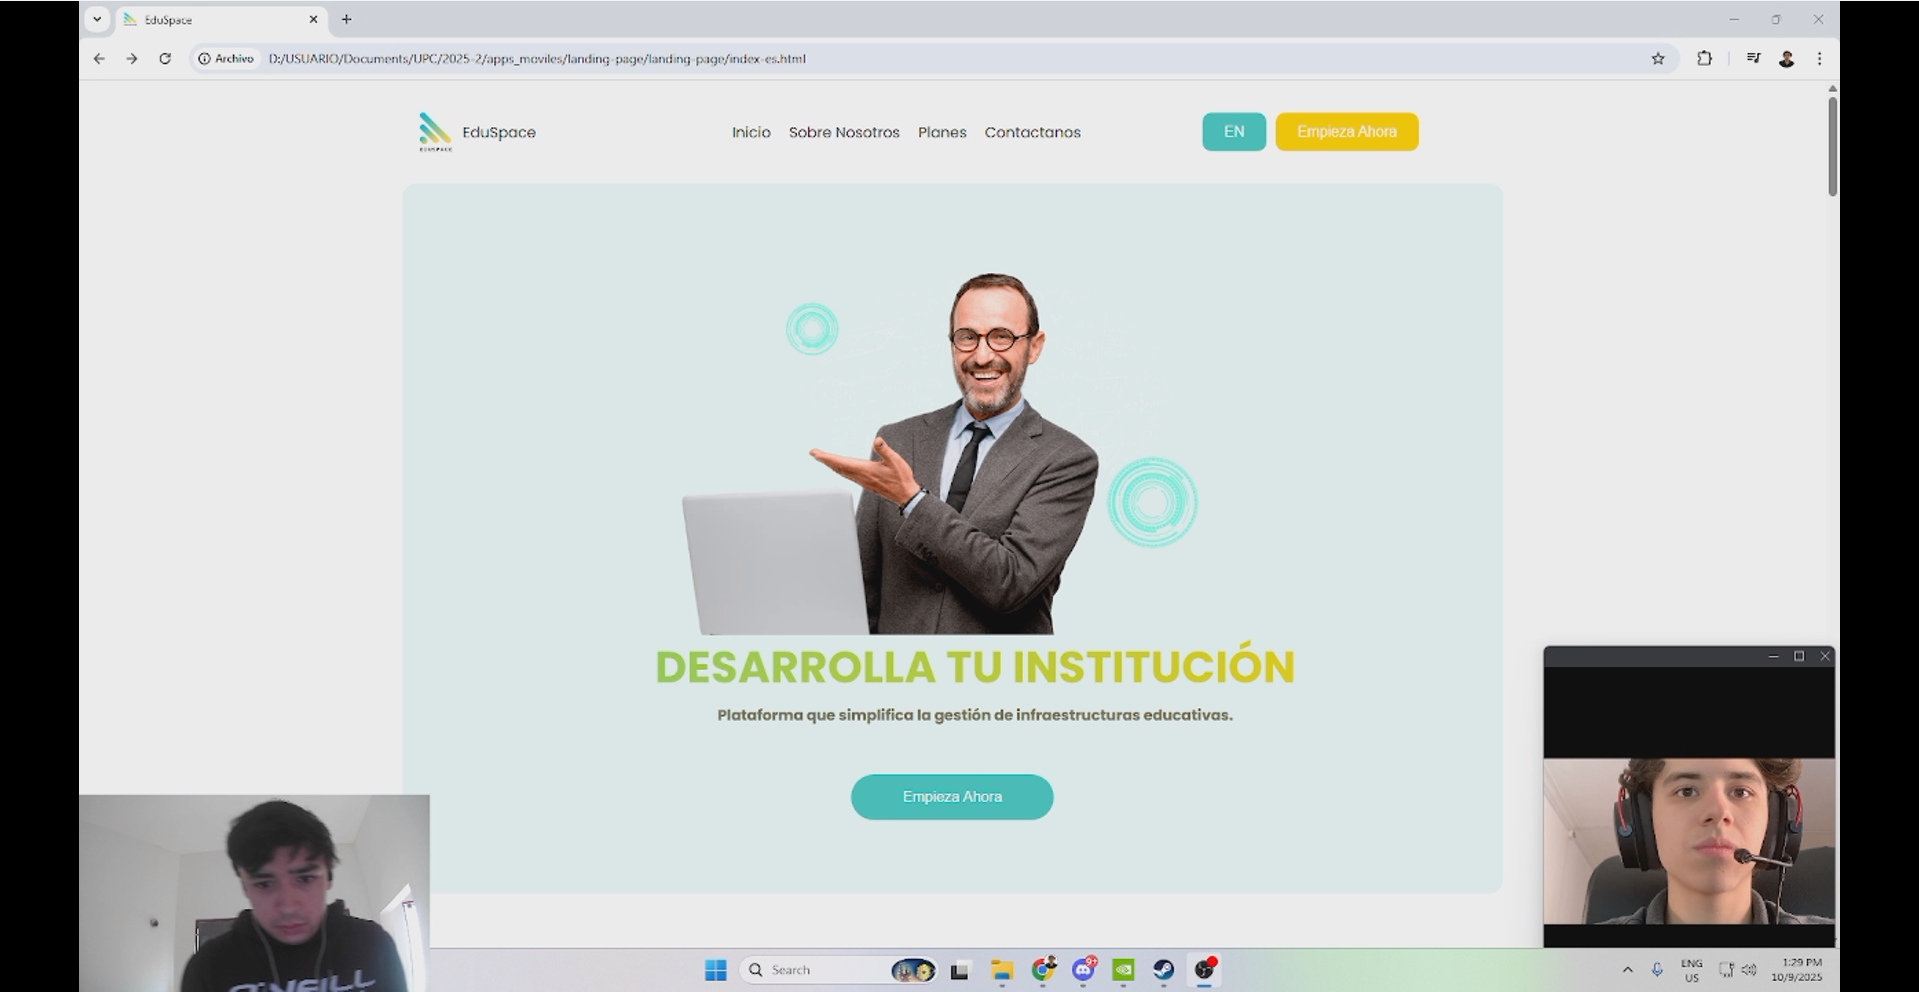 EduSpace
Archivo D:/USUARIO/Documents/UPC/2025-2/apps_moviles/landing-page/landing-page/index-es.html
EDUSPACE
EduSpace
Inicio Sobre Nosotros Planes Contactanos
EN
Empieza Ahora
DESARROLLA TU INSTITUCIÓN
Plataforma que simplifica la gestión de infraestructuras educativas.
Empieza Ahora
O'NEILL
Search
9+
ENG
US
1:29 PM
10/9/2025